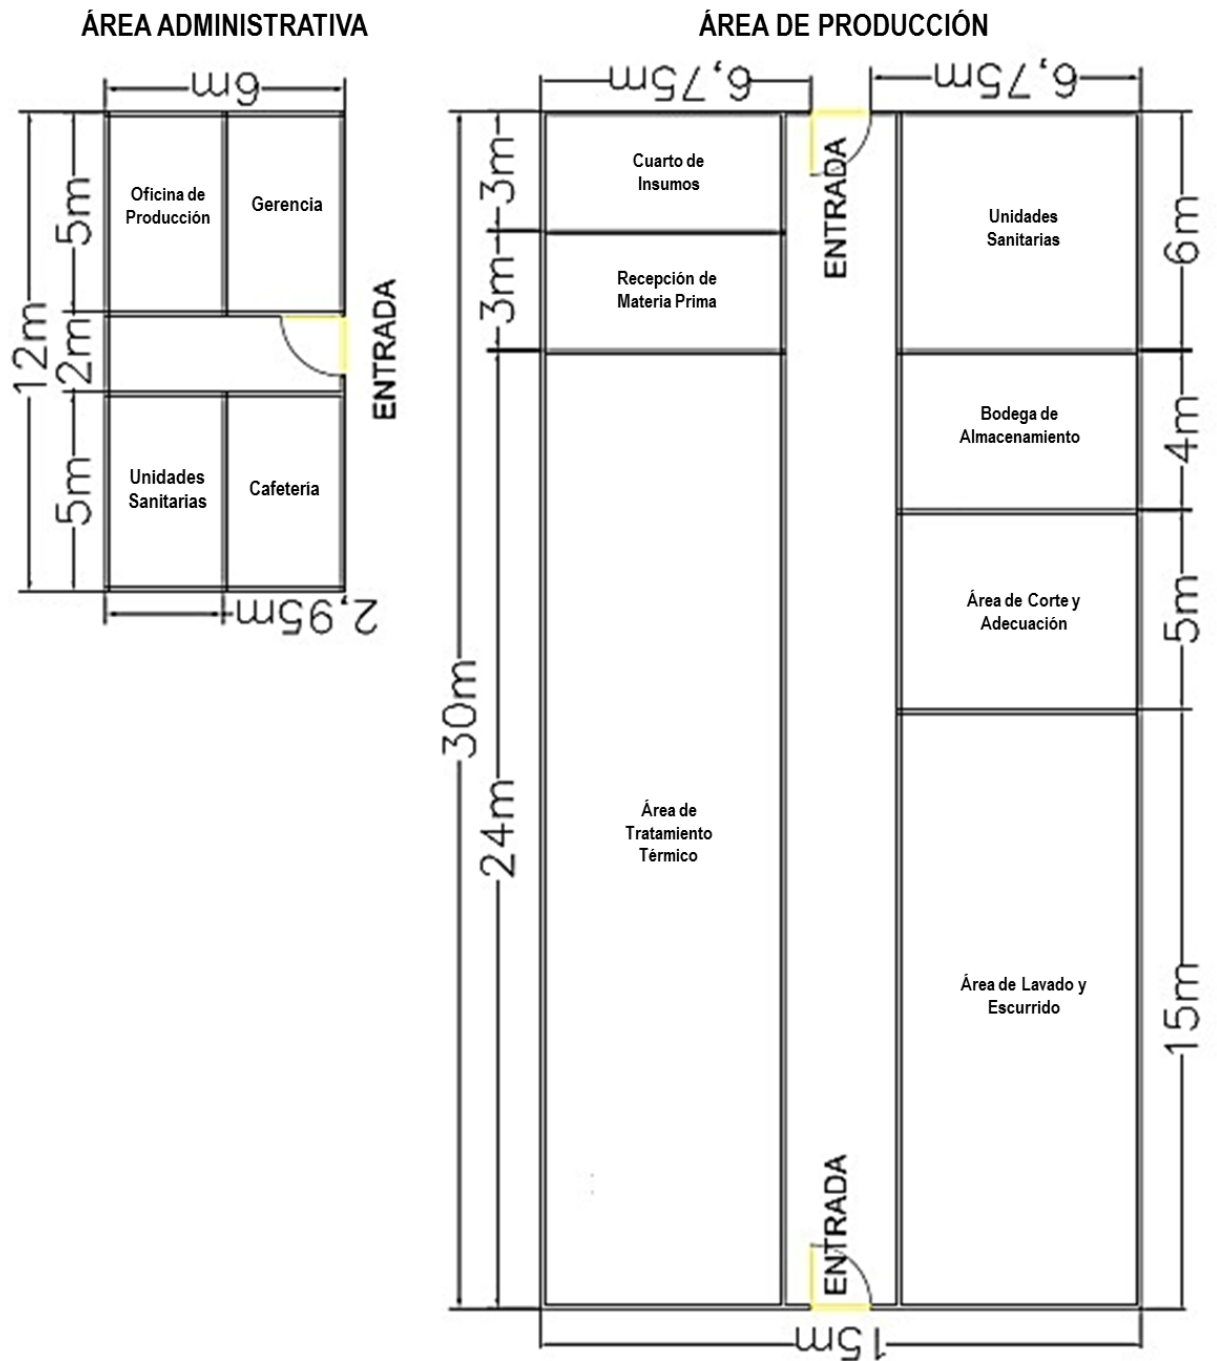 ÁREA ADMINISTRATIVA
6m
12m
5m
2m
5m
Oficina de
Producción
Gerencia
ENTRADA
Unidades
Sanitarias
Cafetería
2,95m
ÁREA DE PRODUCCIÓN
6,75m
6,75m
30m
3m
3m
24m
Cuarto de
Insumos
Recepción de
Materia Prima
Área de
Tratamiento
Térmico
ENTRADA
ENTRADA
Unidades
Sanitarias
Bodega de
Almacenamiento
Área de Corte y
Adecuación
Área de Lavado y
Escurrido
6m
4m
5m
15m
15m